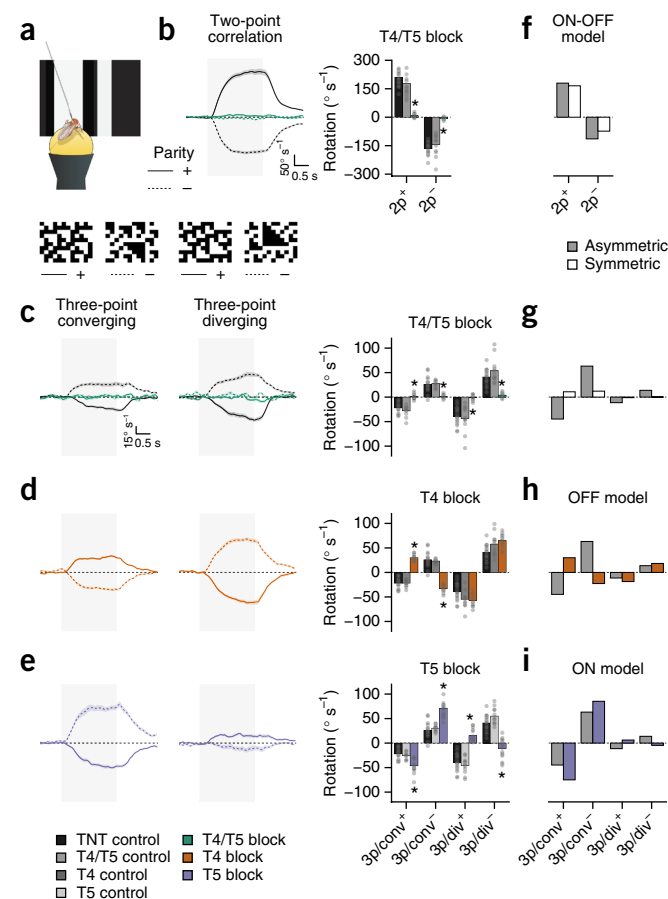 a
b
Two-point
correlation
T4/T5 block
f
ON-OFF
model
Rotation (° s⁻¹)
300
150
0
−150
−300
*
*
2p⁺
2p⁻
2p⁺
2p⁻
Parity
+
−
50° s⁻¹
0.5 s
Asymmetric
Symmetric
+
−
+
−
c
Three-point
converging
Three-point
diverging
T4/T5 block
g
Rotation (° s⁻¹)
100
50
0
−50
−100
* * * *
15° s⁻¹
0.5 s
d
T4 block
h
OFF model
Rotation (° s⁻¹)
100
50
0
−50
−100
*
*
e
T5 block
i
ON model
Rotation (° s⁻¹)
100
50
0
−50
−100
*
*
*
*
3p/conv⁺
3p/conv⁻
3p/div⁺
3p/div⁻
3p/conv⁺
3p/conv⁻
3p/div⁺
3p/div⁻
TNT control
T4/T5 control
T4 control
T5 control
T4/T5 block
T4 block
T5 block